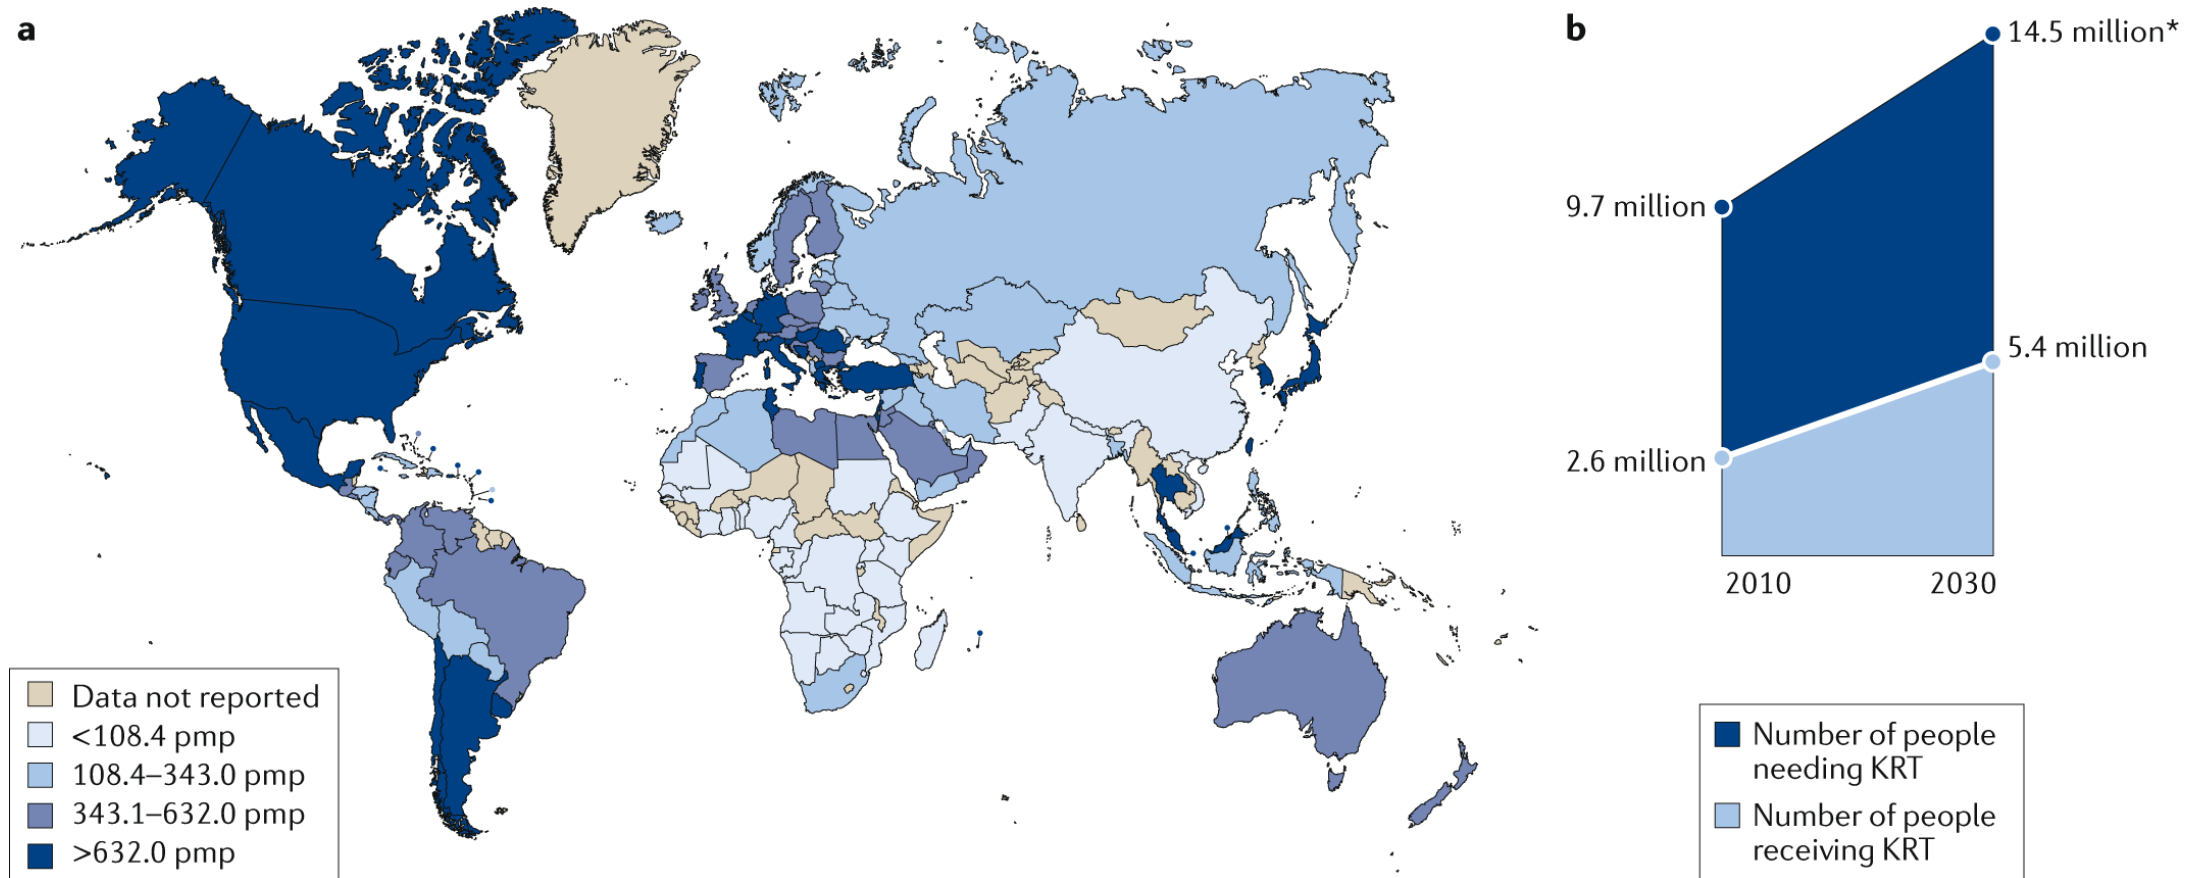 a
Data not reported
<108.4 pmp
108.4–343.0 pmp
343.1–632.0 pmp
>632.0 pmp
b
14.5 million*
9.7 million
5.4 million
2.6 million
2010
2030
Number of people
needing KRT
Number of people
receiving KRT